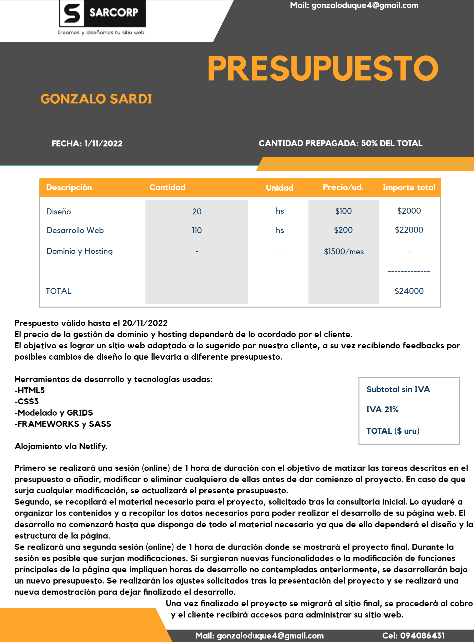 S SARCORP
Creamos y diseñamos tu sitio web
Mail: gonzaloduque4@gmail.com
PRESUPUESTO
GONZALO SARDI
FECHA: 1/11/2022
CANTIDAD PREPAGADA: 50% DEL TOTAL
Descripción Cantidad Unidad Precio/ud. Importe total
Diseño 20 hs $100 $2000
Desarrollo Web 110 hs $200 $22000
Dominio y Hosting - - $1500/mes -
-------------
TOTAL $24000
Prespuesto válido hasta el 20/11/2022
El precio de la gestión de dominio y hosting dependerá de lo acordado por el cliente.
El objetivo es lograr un sitio web adaptado a lo sugerido por nuestro cliente, a su vez recibiendo feedbacks por
posibles cambios de diseño lo que llevaría a diferente presupuesto.
Herramientas de desarrollo y tecnologías usadas:
-HTML5
-CSS3
-Modelado y GRIDS
-FRAMEWORKS y SASS
Alojamiento vía Netlify.
Subtotal sin IVA
IVA 21%
TOTAL ($ uru)
Primero se realizará una sesión (online) de 1 hora de duración con el objetivo de matizar las tareas descritas en el
presupuesto o añadir, modificar o eliminar cualquiera de ellas antes de dar comienzo al proyecto. En caso de que
surja cualquier modificación, se actualizará el presente presupuesto.
Segundo, se recopilará el material necesario para el proyecto, solicitado tras la consultoría inicial. Lo ayudaré a
organizar los contenidos y a recopilar los datos necesarios para poder realizar el desarrollo de su página web. El
desarrollo no comenzará hasta que disponga de todo el material necesario ya que de ello dependerá el diseño y la
estructura de la página.
Se realizará una segunda sesión (online) de 1 hora de duración donde se mostrará el proyecto final. Durante la
sesión es posible que surjan modificaciones. Si surgieran nuevas funcionalidades o la modificación de funciones
principales de la página que impliquen horas de desarrollo no contempladas anteriormente, se desarrollarán bajo
un nuevo presupuesto. Se realizarán los ajustes solicitados tras la presentación del proyecto y se realizará una
nueva demostración para dejar finalizado el desarrollo.
Una vez finalizado el proyecto se migrará al sitio final, se procederá al cobro
y el cliente recibirá accesos para administrar su sitio web.
Mail: gonzaloduque4@gmail.com Cel: 094086431